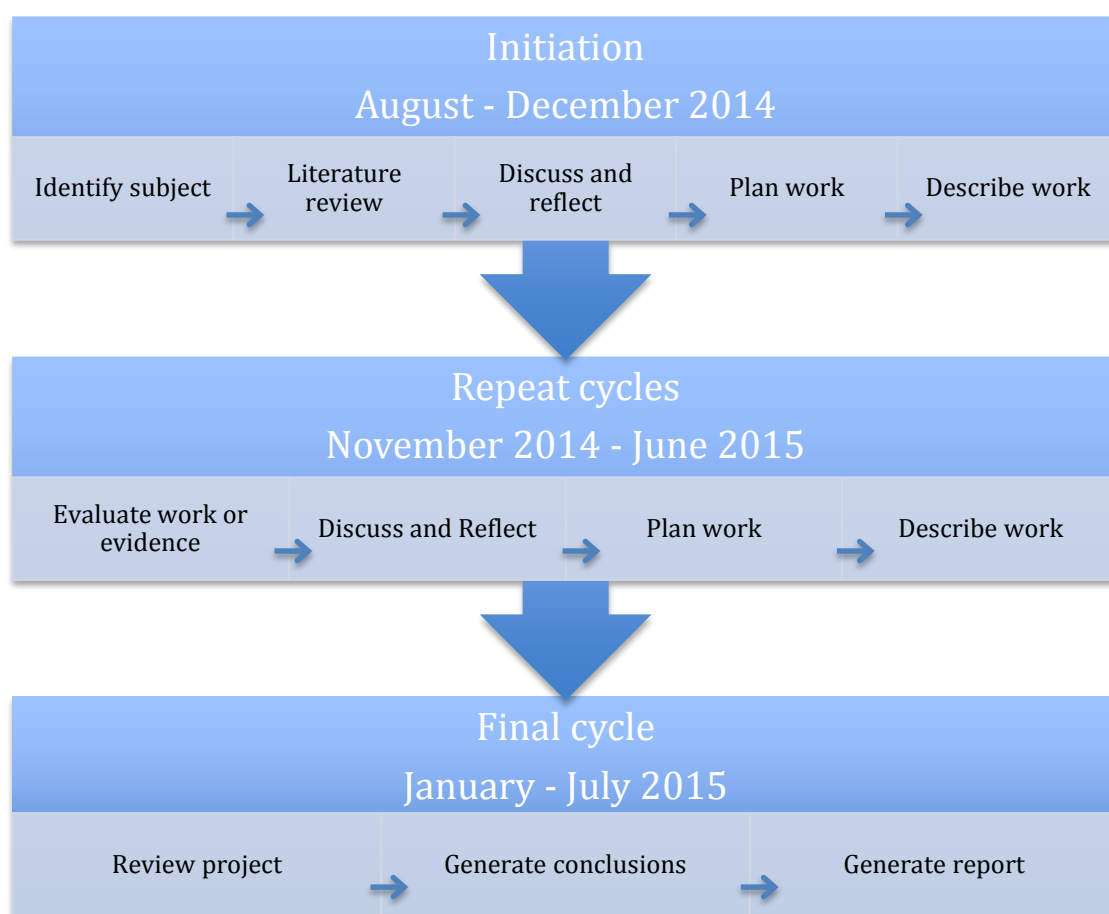 Initiation
August - December 2014
Identify subject
Literature
review
Discuss and
reflect
Plan work
Describe work
Repeat cycles
November 2014 - June 2015
Evaluate work or
evidence
Discuss and Reflect
Plan work
Describe work
Final cycle
January - July 2015
Review project
Generate conclusions
Generate report